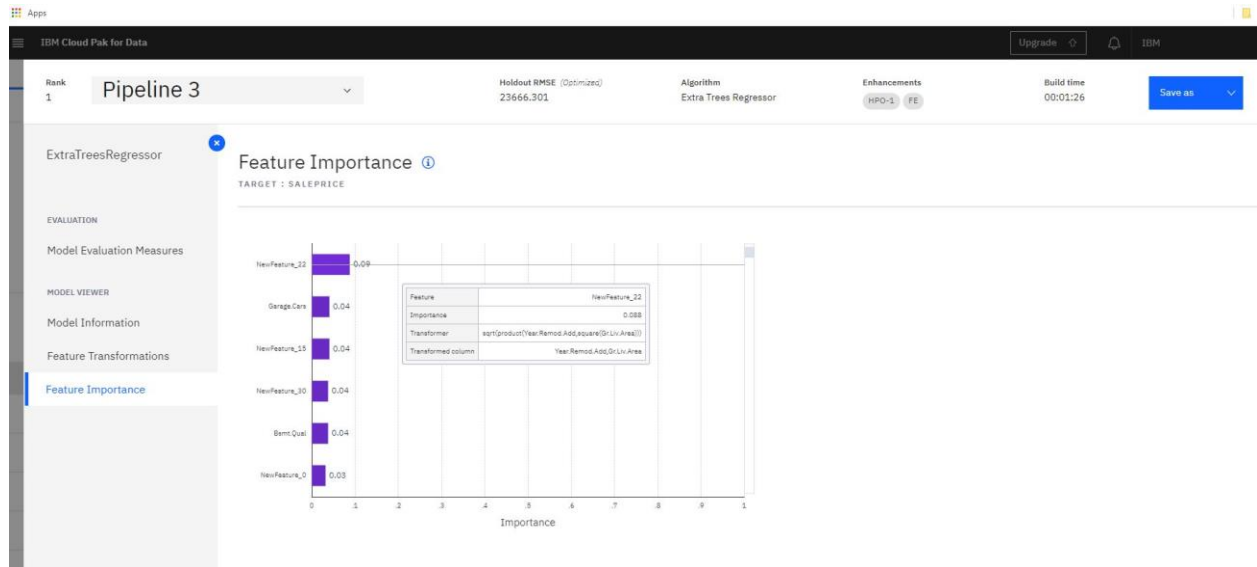 Apps
IBM Cloud Pak for Data
Upgrade
IBM
Rank
1
Pipeline 3
Holdout RMSE (Optimized)
23666.301
Algorithm
Extra Trees Regressor
Enhancements
HPO-1 FE
Build time
00:01:26
Save as
ExtraTreesRegressor
EVALUATION
Model Evaluation Measures
MODEL VIEWER
Model Information
Feature Transformations
Feature Importance
Feature Importance
TARGET : SALEPRICE
NewFeature_22 0.09
Garage.Cars 0.04
NewFeature_15 0.04
NewFeature_30 0.04
Bsmt.Qual 0.04
NewFeature_0 0.03
Feature NewFeature_22
Importance 0.088
Transformer sqrt(product(Year.Remod.Add,square(Gr.Liv.Area)))
Transformed column Year.Remod.Add,Gr.Liv.Area
0 .1 .2 .3 .4 .5 .6 .7 .8 .9 1
Importance